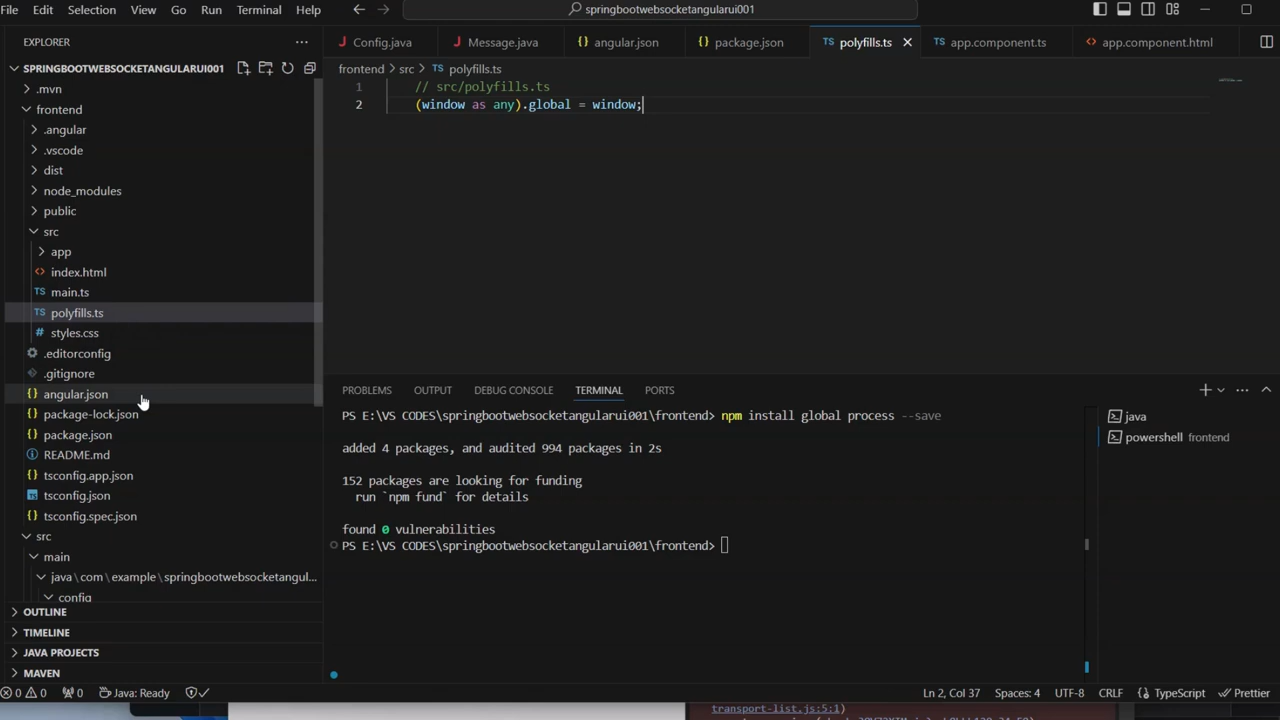 File Edit Selection View Go Run Terminal Help
springbootwebsocketangularui001
EXPLORER
SPRINGBOOTWEBSOCKETANGULARUI001
.mvn
frontend
.angular
.vscode
dist
node_modules
public
src
app
index.html
main.ts
TS polyfills.ts
# styles.css
.editorconfig
.gitignore
{} angular.json
{} package-lock.json
{} package.json
README.md
{} tsconfig.app.json
tsconfig.json
{} tsconfig.spec.json
src
main
java\com\example\springbootwebsocketangul...
config
OUTLINE
TIMELINE
JAVA PROJECTS
MAVEN
J Config.java
J Message.java
{} angular.json
{} package.json
TS polyfills.ts
TS app.component.ts
<> app.component.html
frontend > src > TS polyfills.ts
1 // src/polyfills.ts
2 (window as any).global = window;
PROBLEMS OUTPUT DEBUG CONSOLE TERMINAL PORTS
PS E:\VS CODES\springbootwebsocketangularui001\frontend> npm install global process --save
added 4 packages, and audited 994 packages in 2s
152 packages are looking for funding
run `npm fund` for details
found 0 vulnerabilities
PS E:\VS CODES\springbootwebsocketangularui001\frontend>
java
powershell frontend
0 0 0 Java: Ready
Ln 2, Col 37 Spaces: 4 UTF-8 CRLF {} TypeScript Prettier
transport-list.js:5:1)